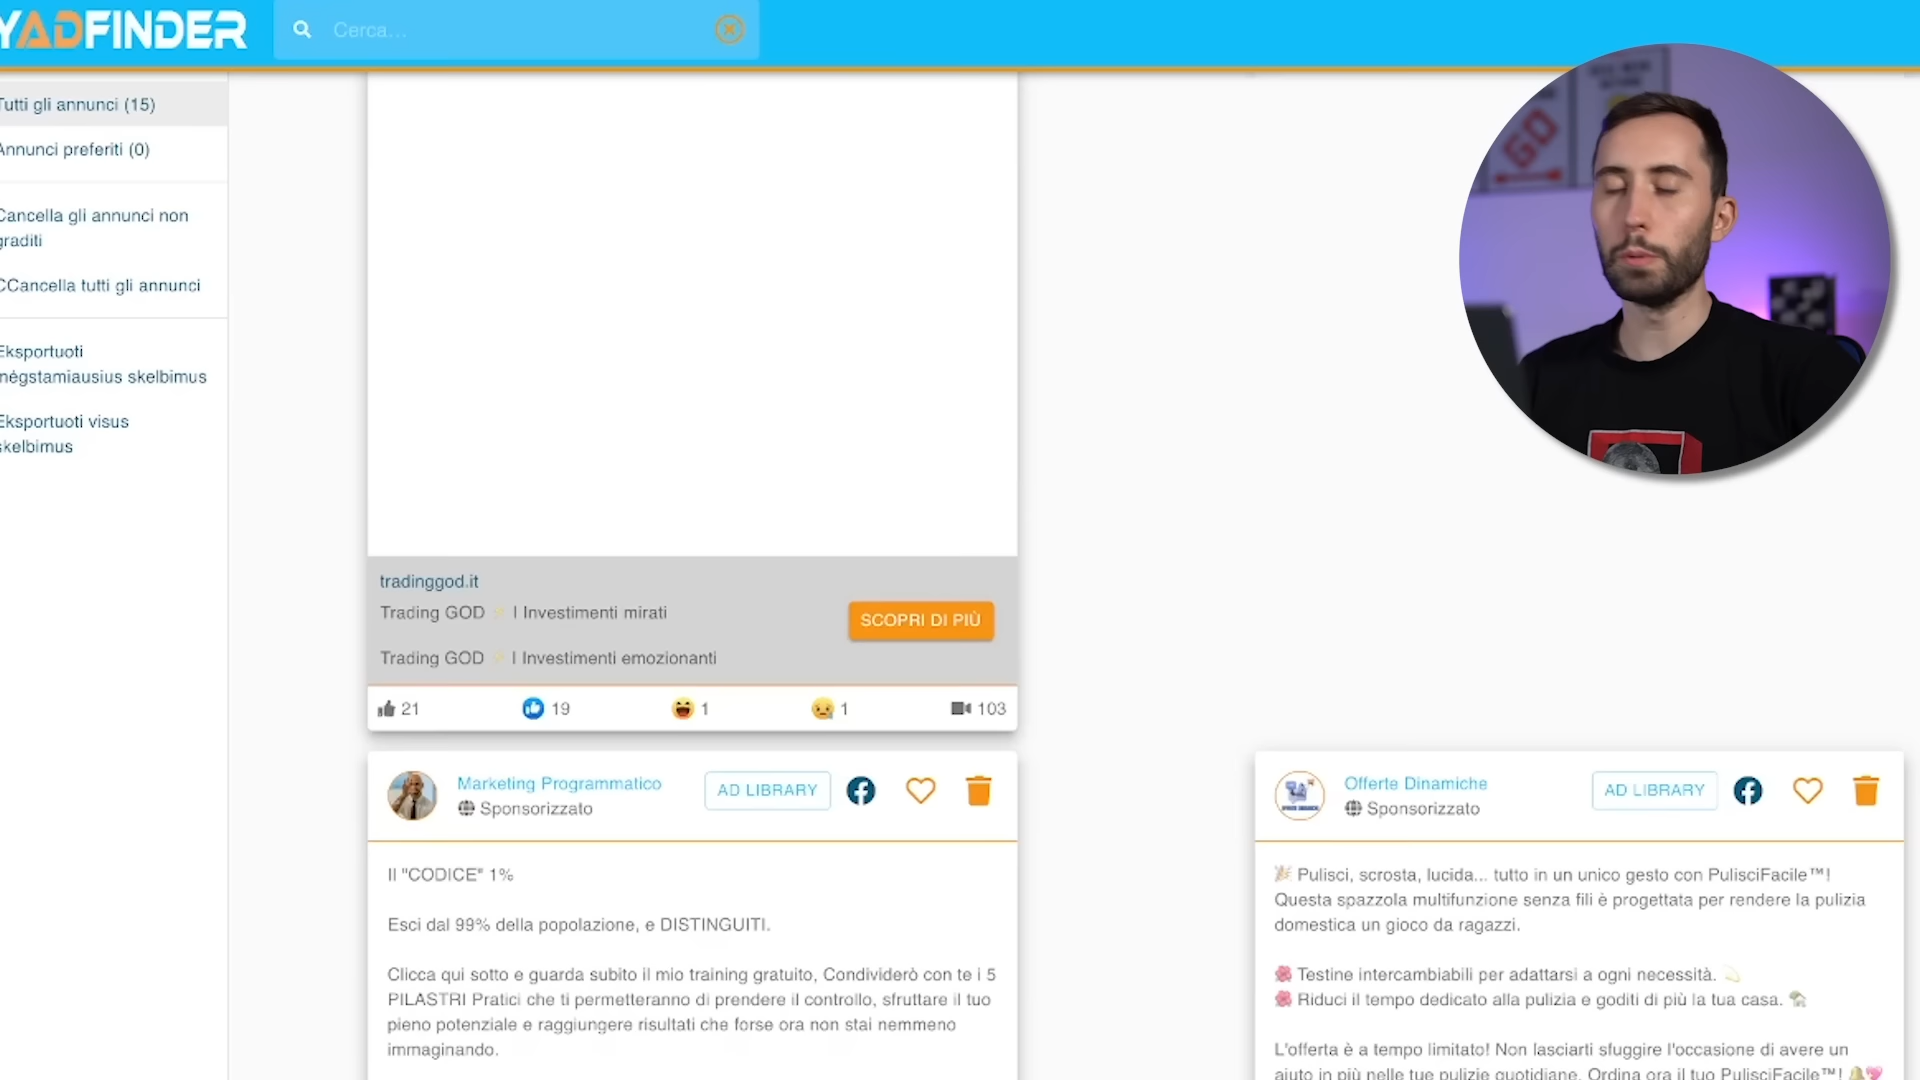 YADFINDER
Cerca...
Tutti gli annunci (15)
Annunci preferiti (0)
Cancella gli annunci non
graditi
CCancella tutti gli annunci
Eksportuoti
mėgstamiausius skelbimus
Eksportuoti visus
skelbimus
GO
tradinggod.it
Trading GOD ⚡ | Investimenti mirati
SCOPRI DI PIÙ
Trading GOD ⚡ | Investimenti emozionanti
21
19
1
1
103
Marketing Programmatico
Sponsorizzato
AD LIBRARY
Il "CODICE" 1%
Esci dal 99% della popolazione, e DISTINGUITI.
Clicca qui sotto e guarda subito il mio training gratuito, Condividerò con te i 5
PILASTRI Pratici che ti permetteranno di prendere il controllo, sfruttare il tuo
pieno potenziale e raggiungere risultati che forse ora non stai nemmeno
immaginando.
Offerte Dinamiche
Sponsorizzato
AD LIBRARY
🎉 Pulisci, scrosta, lucida... tutto in un unico gesto con PulisciFacile™!
Questa spazzola multifunzione senza fili è progettata per rendere la pulizia
domestica un gioco da ragazzi.
🌸 Testine intercambiabili per adattarsi a ogni necessità. 💫
🌸 Riduci il tempo dedicato alla pulizia e goditi di più la tua casa. 🏡
L'offerta è a tempo limitato! Non lasciarti sfuggire l'occasione di avere un
aiuto in più nelle tue pulizie quotidiane. Ordina ora il tuo PulisciFacile™! 🔔💖